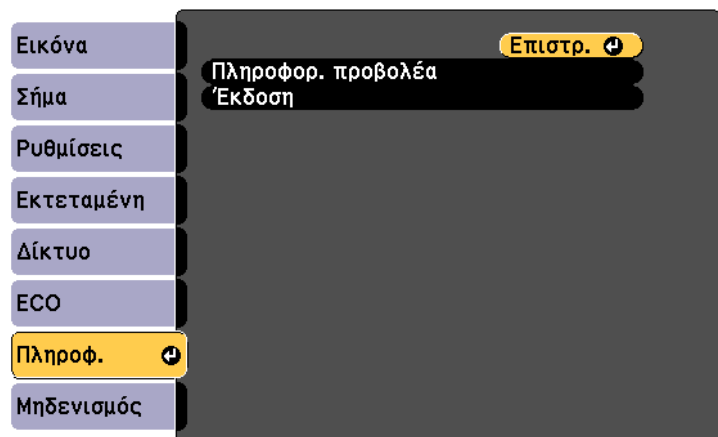 Εικόνα
Σήμα
Ρυθμίσεις
Εκτεταμένη
Δίκτυο
ECO
Πληροφ.
Μηδενισμός
Επιστρ.
Πληροφορ. προβολέα
Έκδοση